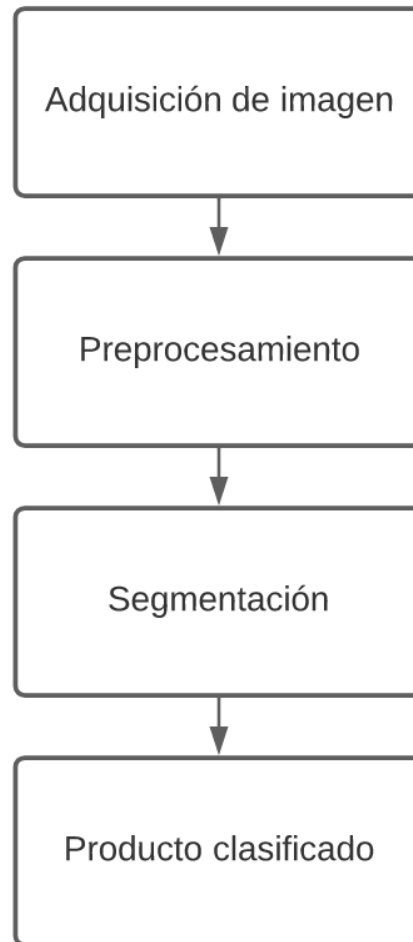 Adquisición de imagen
Preprocesamiento
Segmentación
Producto clasificado